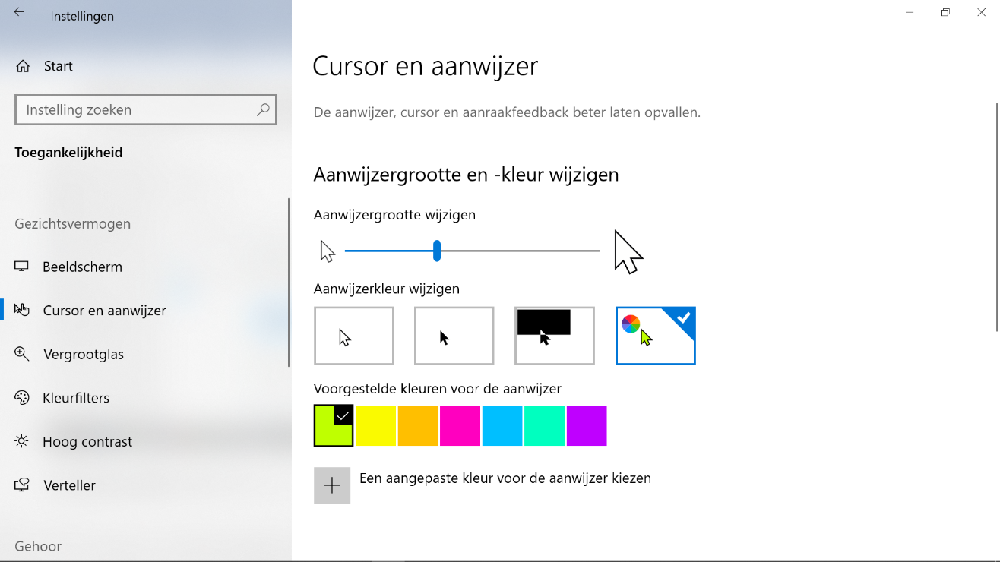 Instellingen
Start
Instelling zoeken
Toegankelijkheid
Gezichtsvermogen
Beeldscherm
Cursor en aanwijzer
Vergrootglas
Kleurfilters
Hoog contrast
Verteller
Gehoor
Cursor en aanwijzer
De aanwijzer, cursor en aanraakfeedback beter laten opvallen.
Aanwijzergrootte en -kleur wijzigen
Aanwijzergrootte wijzigen
Aanwijzerkleur wijzigen
Voorgestelde kleuren voor de aanwijzer
Een aangepaste kleur voor de aanwijzer kiezen